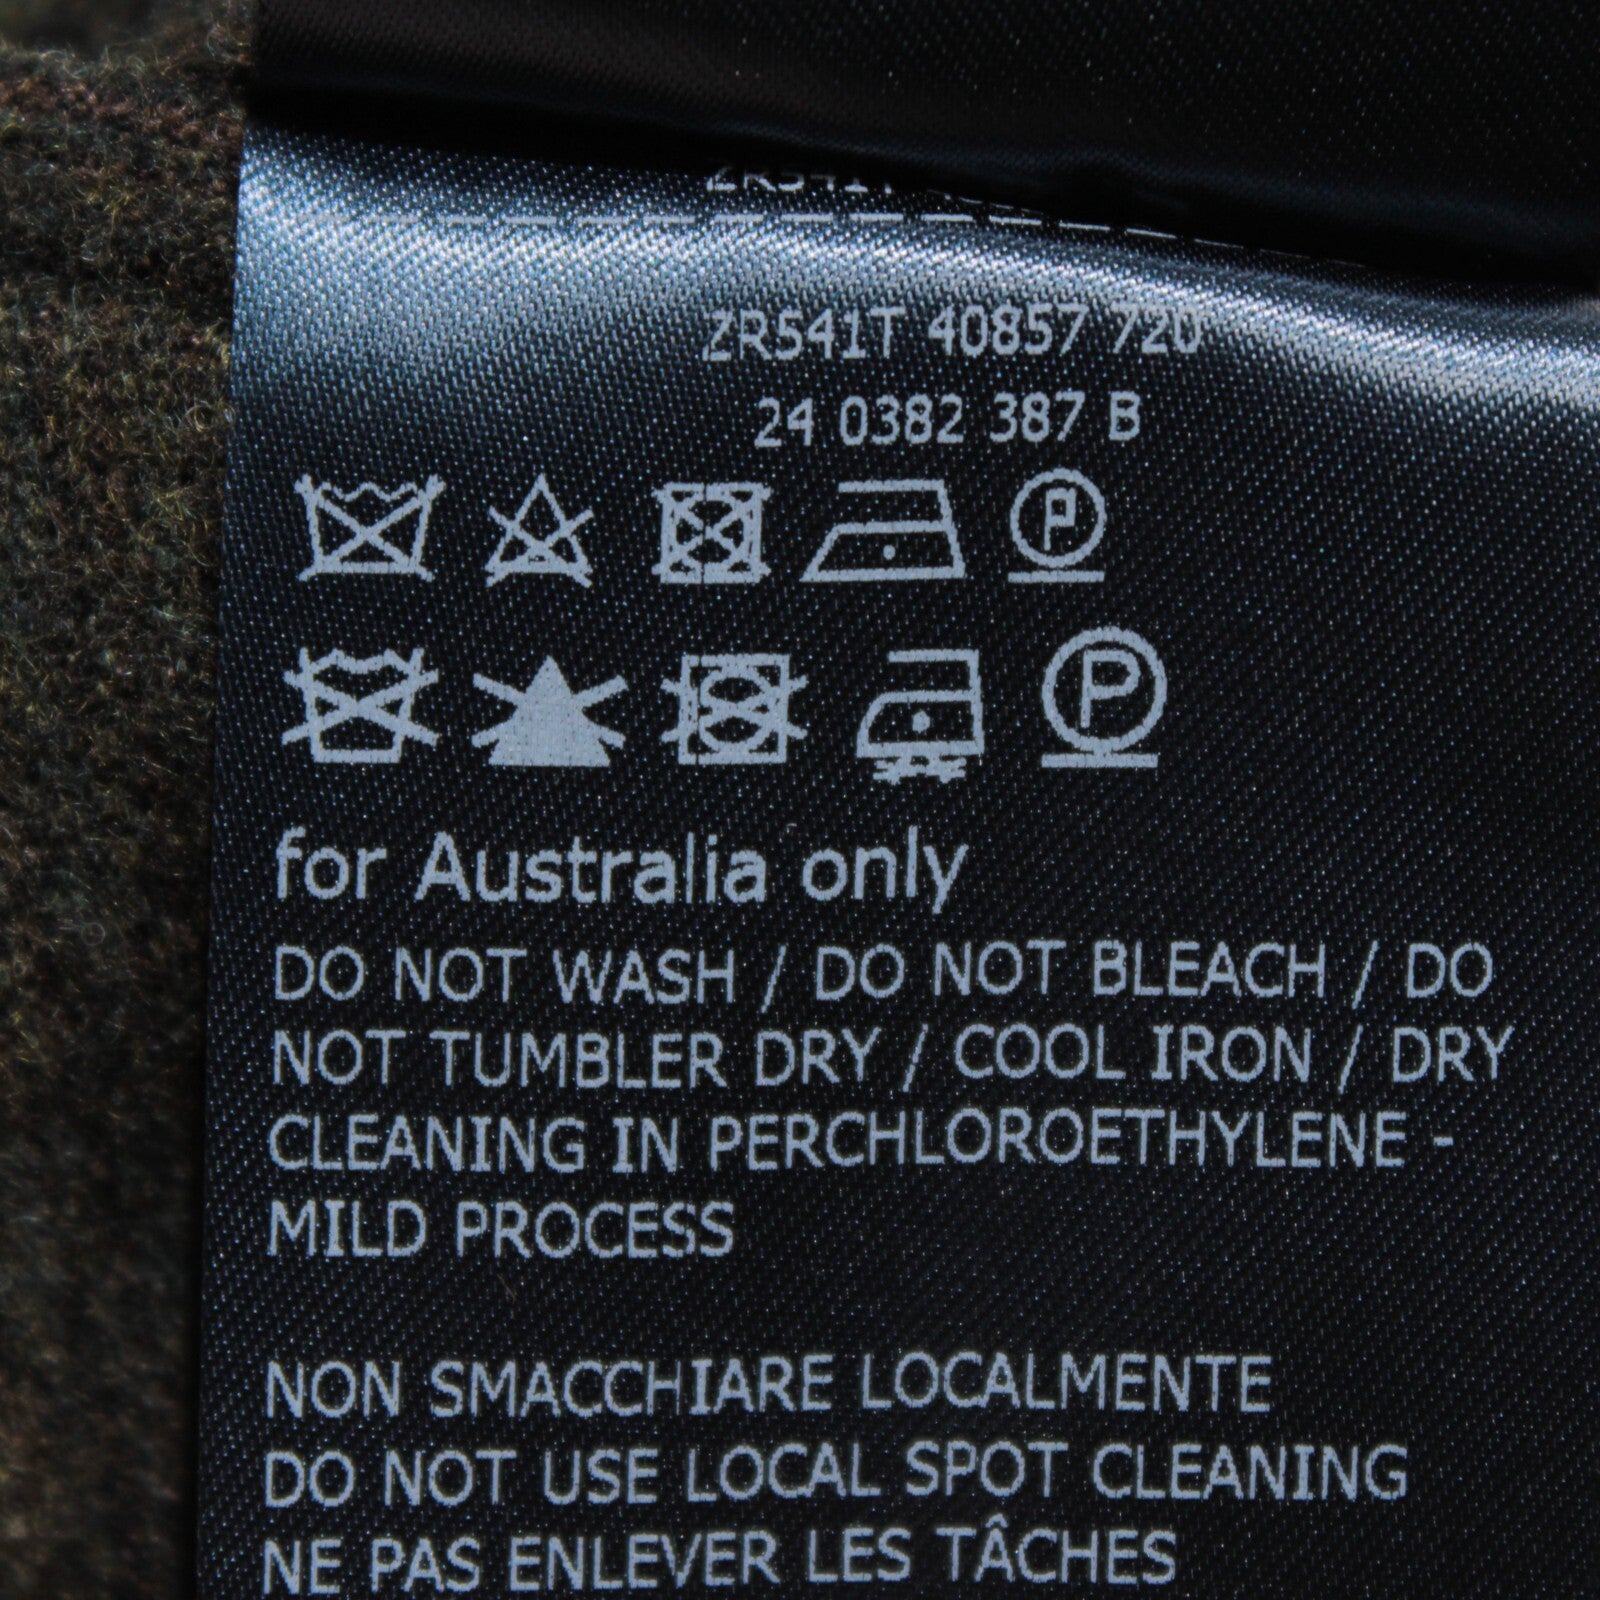 ZR541T
ZR541T 40857 720
24 0382 387 B
P
P
for Australia only
DO NOT WASH / DO NOT BLEACH / DO
NOT TUMBLER DRY / COOL IRON / DRY
CLEANING IN PERCHLOROETHYLENE -
MILD PROCESS
NON SMACCHIARE LOCALMENTE
DO NOT USE LOCAL SPOT CLEANING
NE PAS ENLEVER LES TÂCHES